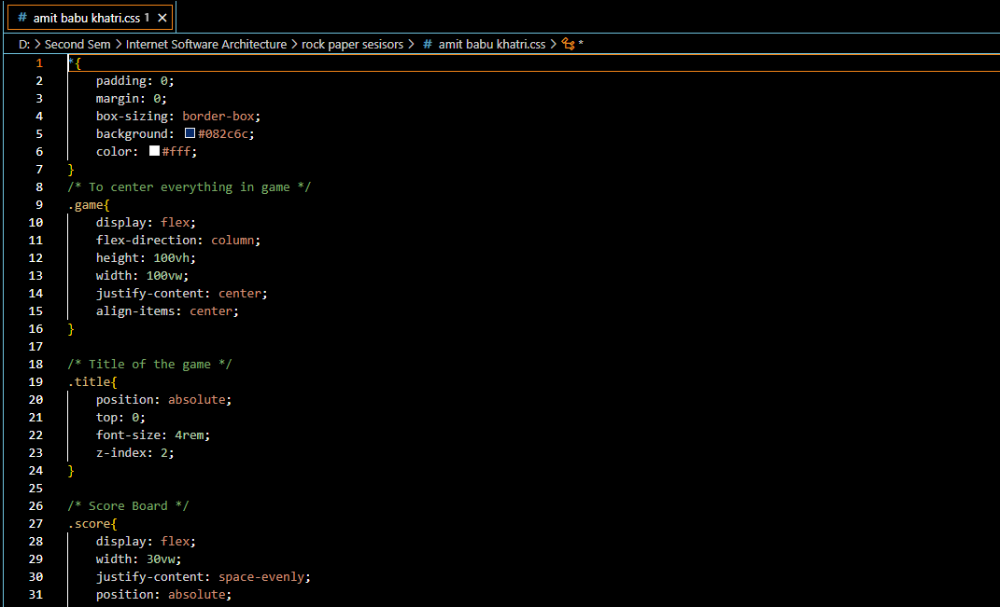 # amit babu khatri.css 1 ×
D: > Second Sem > Internet Software Architecture > rock paper sesisors > # amit babu khatri.css > *
1 *{
2 padding: 0;
3 margin: 0;
4 box-sizing: border-box;
5 background: #082c6c;
6 color: #fff;
7 }
8 /* To center everything in game */
9 .game{
10 display: flex;
11 flex-direction: column;
12 height: 100vh;
13 width: 100vw;
14 justify-content: center;
15 align-items: center;
16 }
17
18 /* Title of the game */
19 .title{
20 position: absolute;
21 top: 0;
22 font-size: 4rem;
23 z-index: 2;
24 }
25
26 /* Score Board */
27 .score{
28 display: flex;
29 width: 30vw;
30 justify-content: space-evenly;
31 position: absolute;